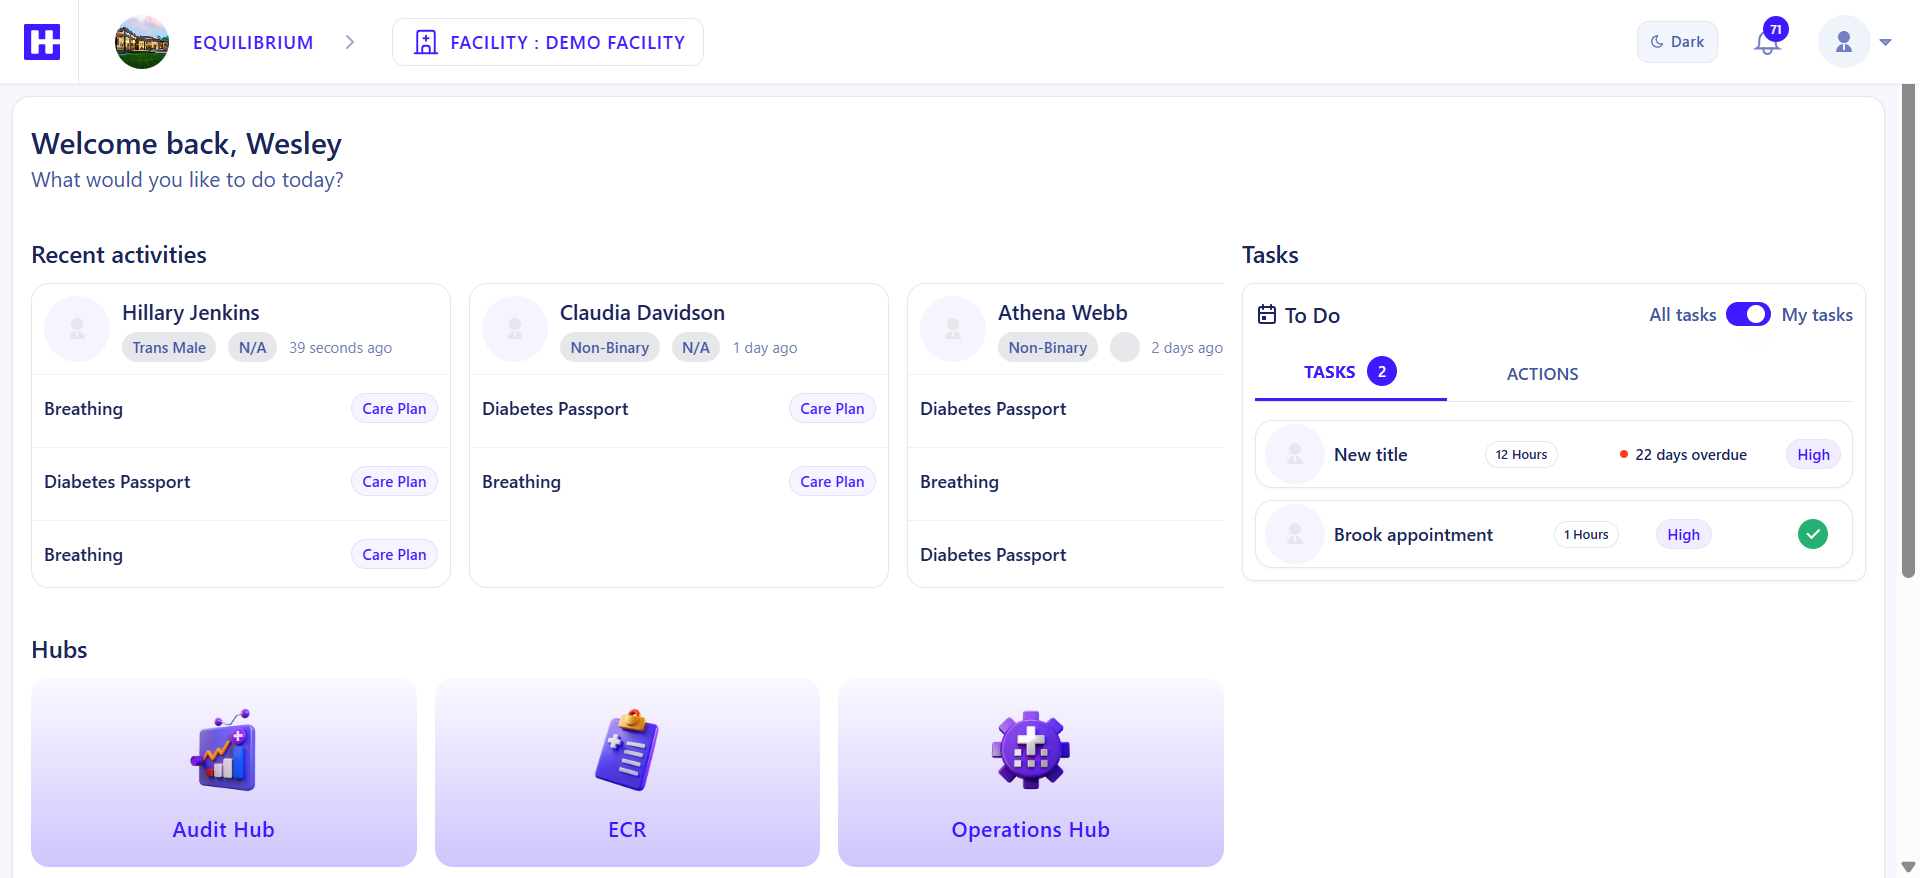 EQUILIBRIUM
FACILITY : DEMO FACILITY
Dark
71
Welcome back, Wesley
What would you like to do today?
Recent activities
Hillary Jenkins
Trans Male N/A 39 seconds ago
Breathing Care Plan
Diabetes Passport Care Plan
Breathing Care Plan
Claudia Davidson
Non-Binary N/A 1 day ago
Diabetes Passport Care Plan
Breathing Care Plan
Athena Webb
Non-Binary 2 days ago
Diabetes Passport
Breathing
Diabetes Passport
Tasks
To Do
All tasks My tasks
TASKS 2 ACTIONS
New title 12 Hours 22 days overdue High
Brook appointment 1 Hours High
Hubs
Audit Hub
ECR
Operations Hub